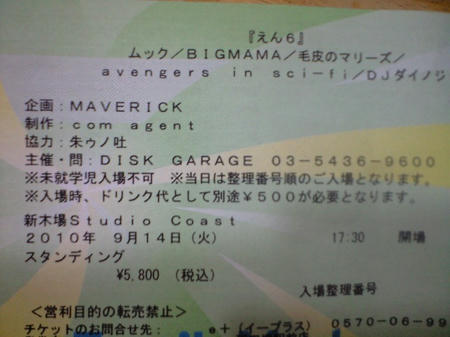 『えん６』
ムック／ＢＩＧＭＡＭＡ／毛皮のマリーズ／
ａｖｅｎｇｅｒｓ　ｉｎ　ｓｃｉ－ｆｉ／ＤＪダイノジ
企画：ＭＡＶＥＲＩＣＫ
制作：ｃｏｍ　ａｇｅｎｔ
協力：朱ゥノ吐
主催・問：ＤＩＳＫ　ＧＡＲＡＧＥ　０３－５４３６－９６００
※未就学児入場不可　※当日は整理番号順のご入場となります。
※入場時、ドリンク代として別途￥５００が必要となります。
新木場Ｓｔｕｄｉｏ　Ｃｏａｓｔ
２０１０年　９月１４日（火）　17:30　開場
スタンディング
¥5,800　（税込）
入場整理番号
＜営利目的の転売禁止＞
チケットのお問合せ先：　ｅ＋（イープラス）　０５７０－０６－９９